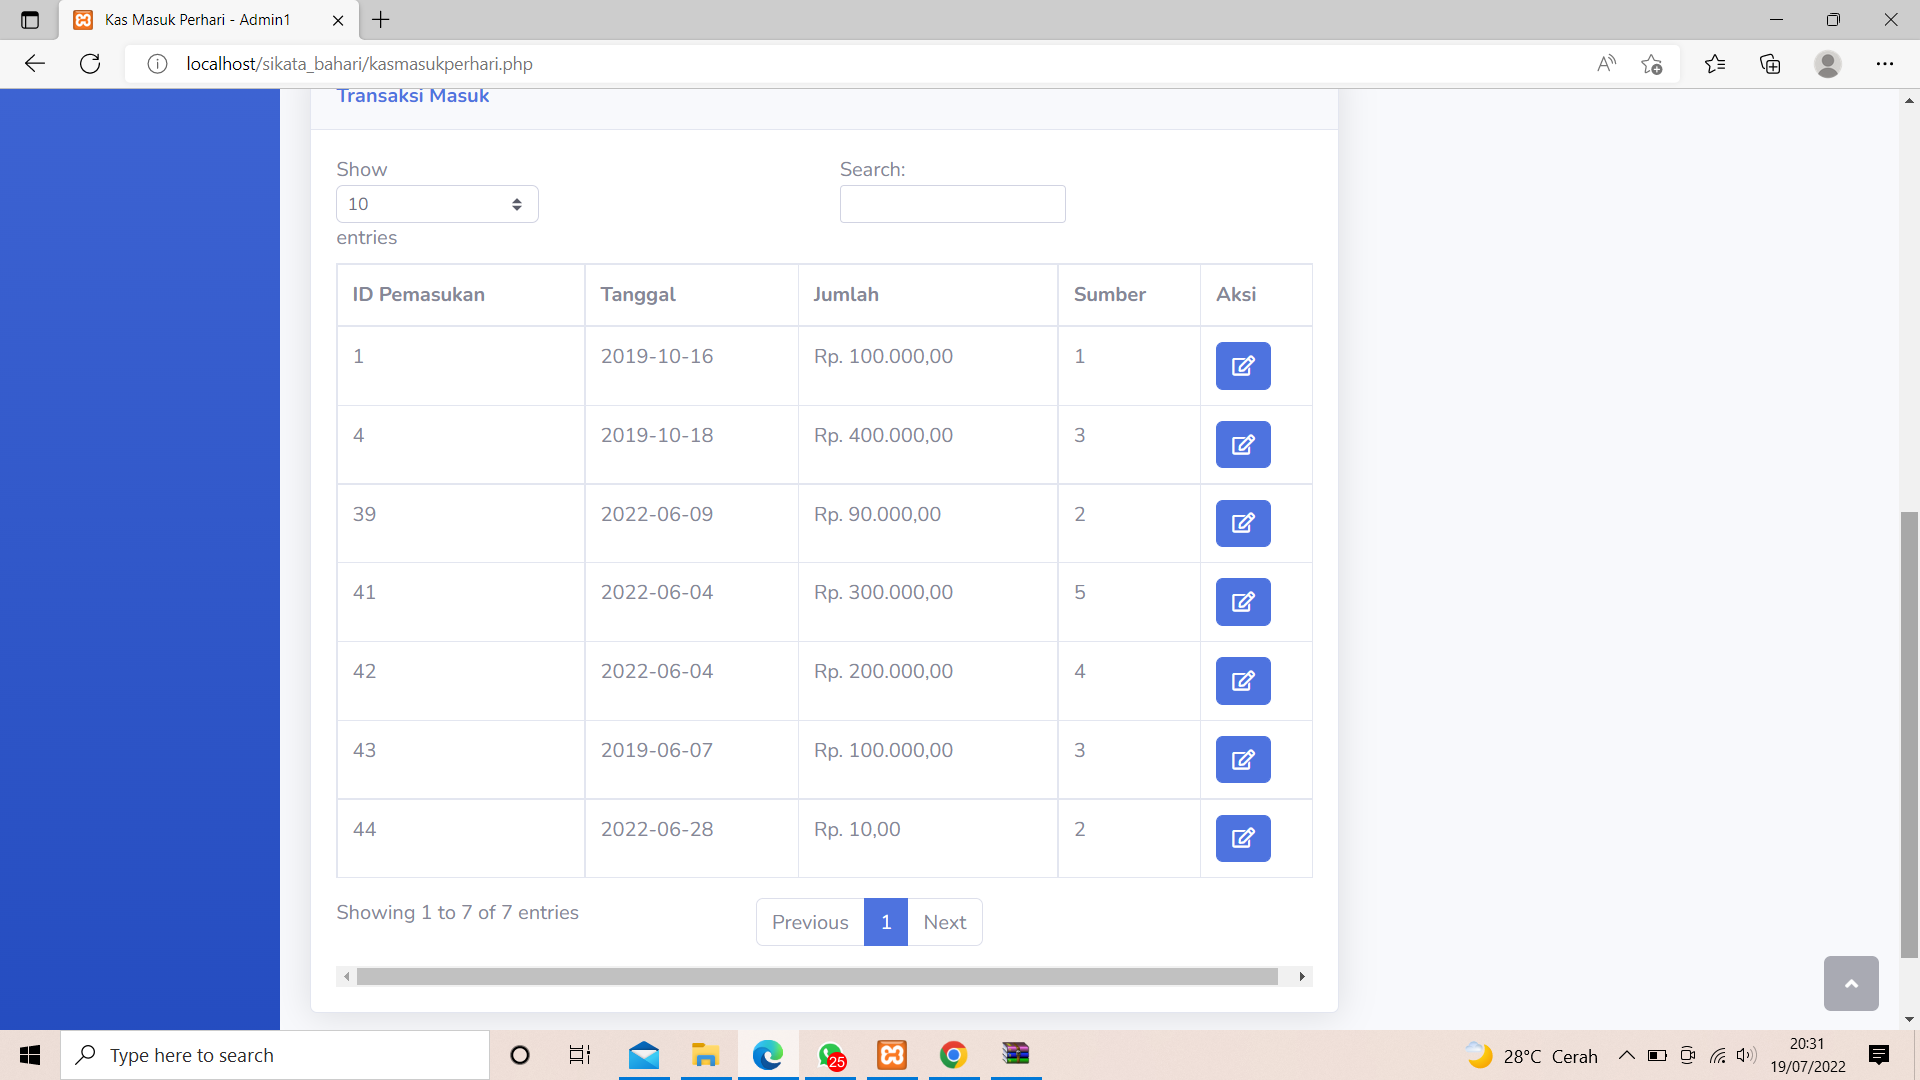 Kas Masuk Perhari - Admin1
localhost/sikata_bahari/kasmasukperhari.php
Transaksi Masuk
Show
Search:
10
entries
ID Pemasukan Tanggal Jumlah Sumber Aksi
1 2019-10-16 Rp. 100.000,00 1
4 2019-10-18 Rp. 400.000,00 3
39 2022-06-09 Rp. 90.000,00 2
41 2022-06-04 Rp. 300.000,00 5
42 2022-06-04 Rp. 200.000,00 4
43 2019-06-07 Rp. 100.000,00 3
44 2022-06-28 Rp. 10,00 2
Showing 1 to 7 of 7 entries
Previous 1 Next
Type here to search
25
28°C Cerah
20:31
19/07/2022